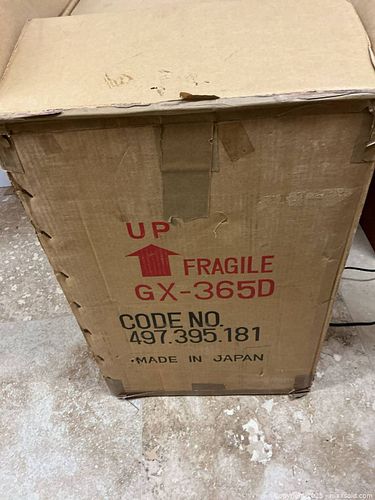 UP
FRAGILE
GX-365D
CODE NO.
497.395.181
·MADE IN JAPAN